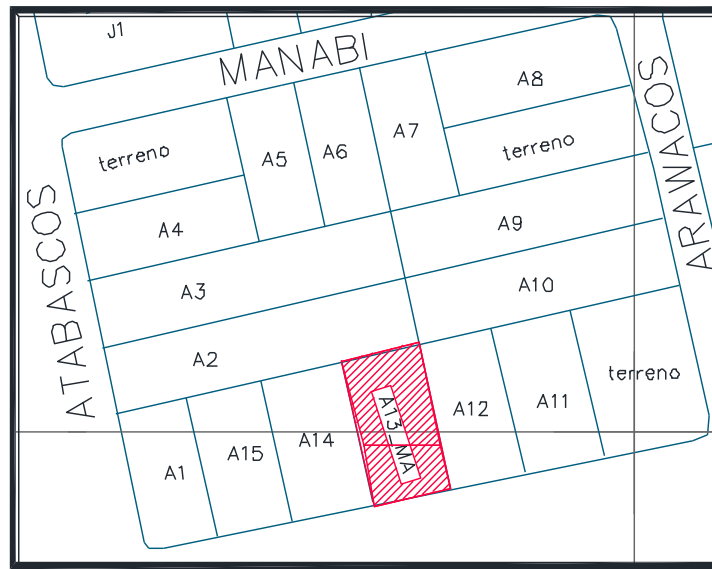 J1
MANABI
A8
terreno
A5
A6
A7
terreno
ARAWACOS
A4
A9
ATABASCOS
A3
A10
A2
terreno
A12
A11
A13-MA
A14
A15
A1